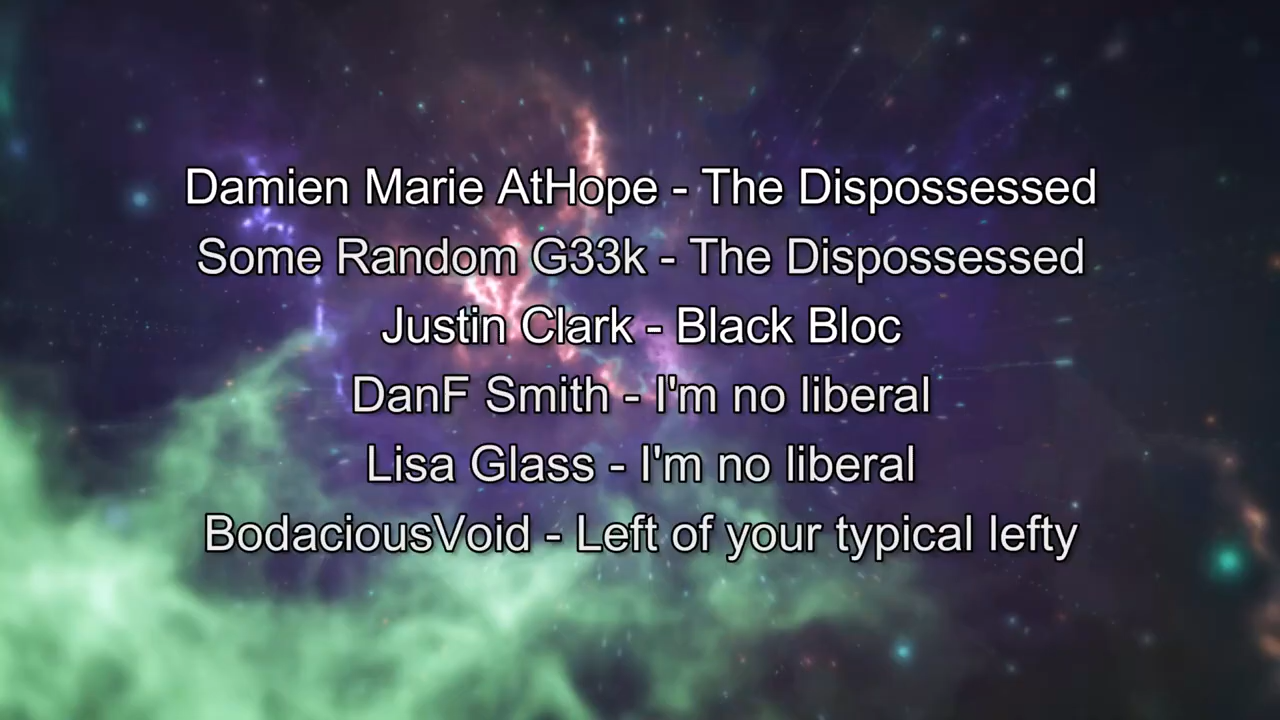 Damien Marie AtHope - The Dispossessed
Some Random G33k - The Dispossessed
Justin Clark - Black Bloc
DanF Smith - I'm no liberal
Lisa Glass - I'm no liberal
BodaciousVoid - Left of your typical lefty